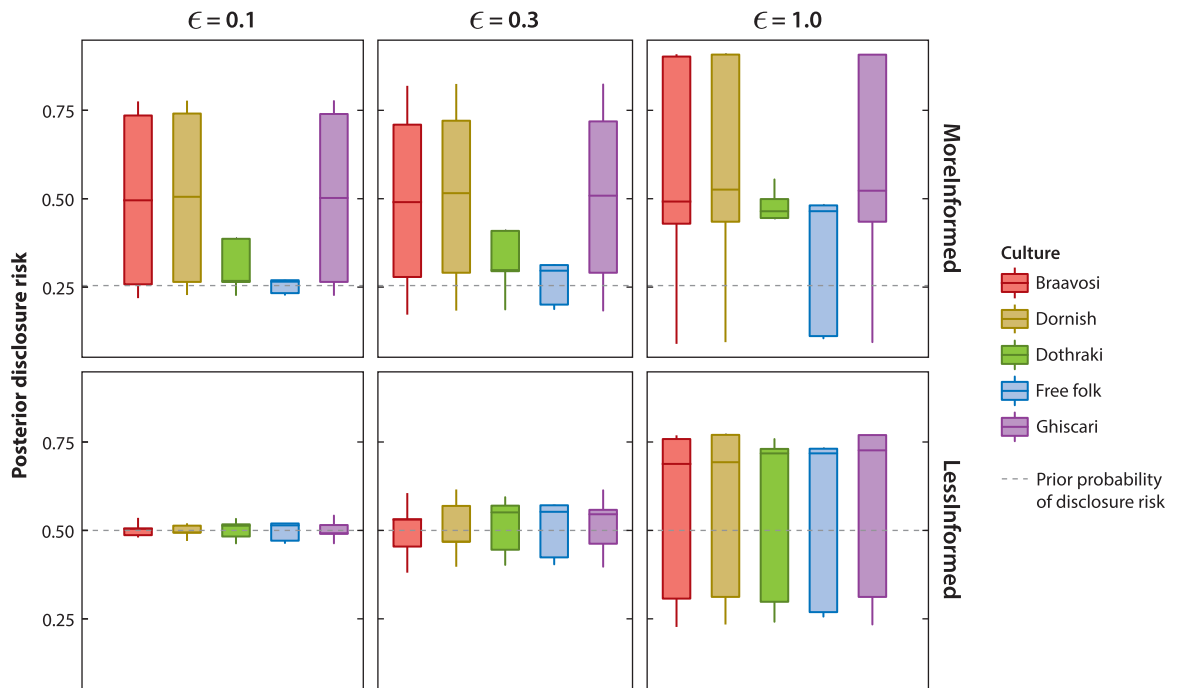 ϵ = 0.1
ϵ = 0.3
ϵ = 1.0
Posterior disclosure risk
0.75
0.50
0.25
MoreInformed
0.75
0.50
0.25
LessInformed
Culture
Braavosi
Dornish
Dothraki
Free folk
Ghiscari
Prior probability
of disclosure risk